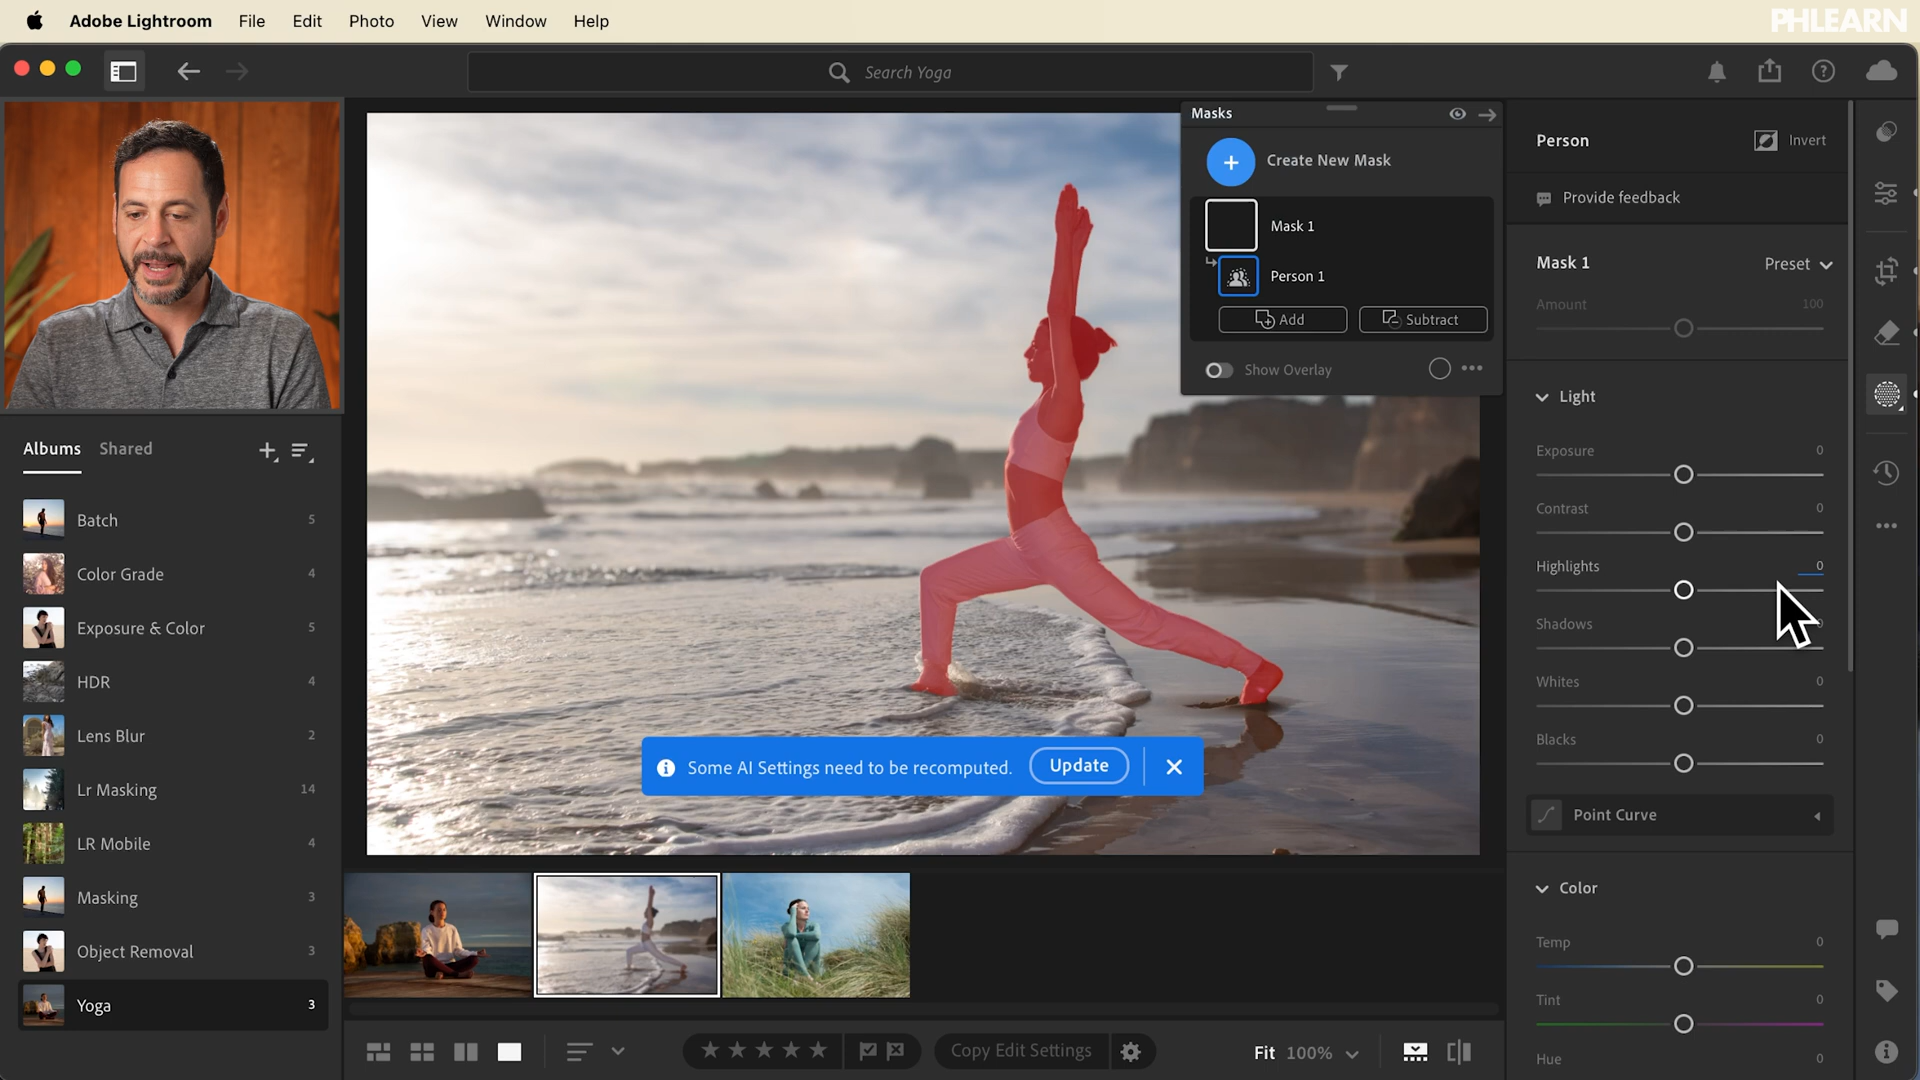 Adobe Lightroom File Edit Photo View Window Help
PHLEARN
Search Yoga
Albums Shared
Batch 5
Color Grade 4
Exposure & Color 5
HDR 4
Lens Blur 2
Lr Masking 14
LR Mobile 4
Masking 3
Object Removal 3
Yoga 3
Masks
Create New Mask
Mask 1
Person 1
Add Subtract
Show Overlay
Some AI Settings need to be recomputed. Update
Copy Edit Settings
Fit 100%
Person Invert
Provide feedback
Mask 1 Preset
Amount 100
Light
Exposure 0
Contrast 0
Highlights 0
Shadows
Whites 0
Blacks 0
Point Curve
Color
Temp 0
Tint 0
Hue 0